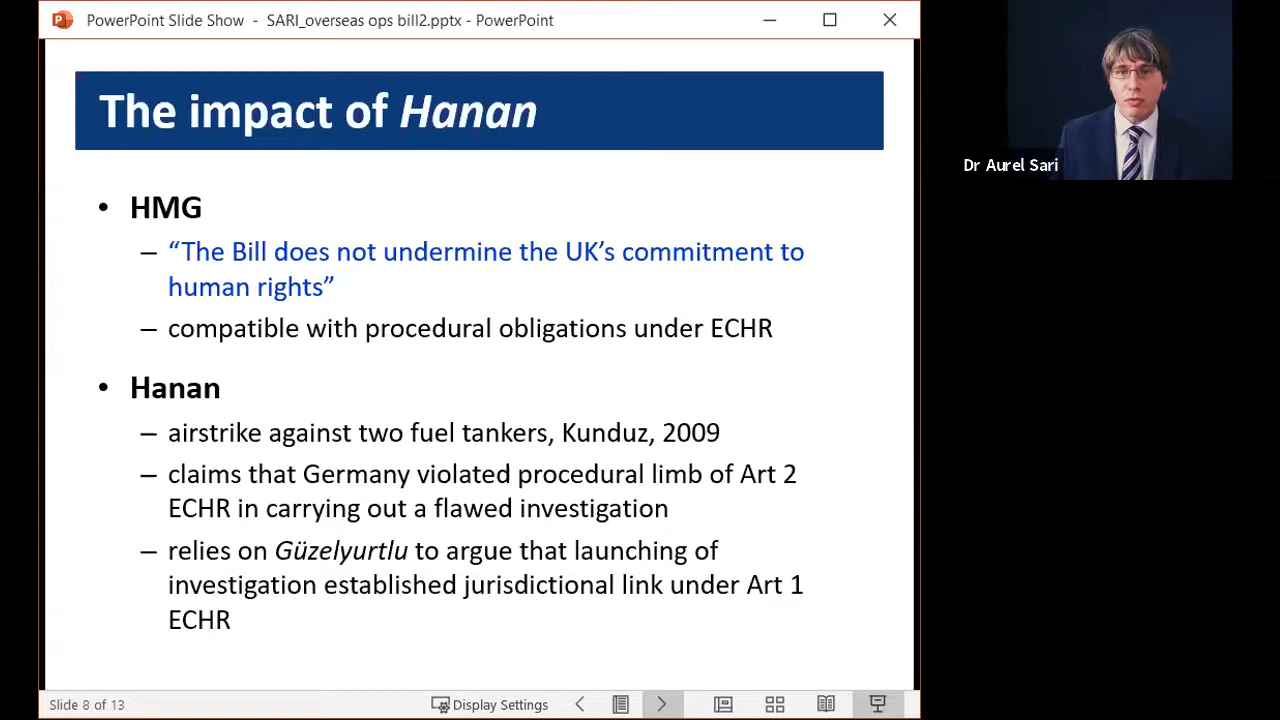 PowerPoint Slide Show - SARI_overseas ops bill2.pptx - PowerPoint
The impact of Hanan
• HMG
– “The Bill does not undermine the UK’s commitment to
human rights”
– compatible with procedural obligations under ECHR
• Hanan
– airstrike against two fuel tankers, Kunduz, 2009
– claims that Germany violated procedural limb of Art 2
ECHR in carrying out a flawed investigation
– relies on Güzelyurtlu to argue that launching of
investigation established jurisdictional link under Art 1
ECHR
Slide 8 of 13
Display Settings
Dr Aurel Sari